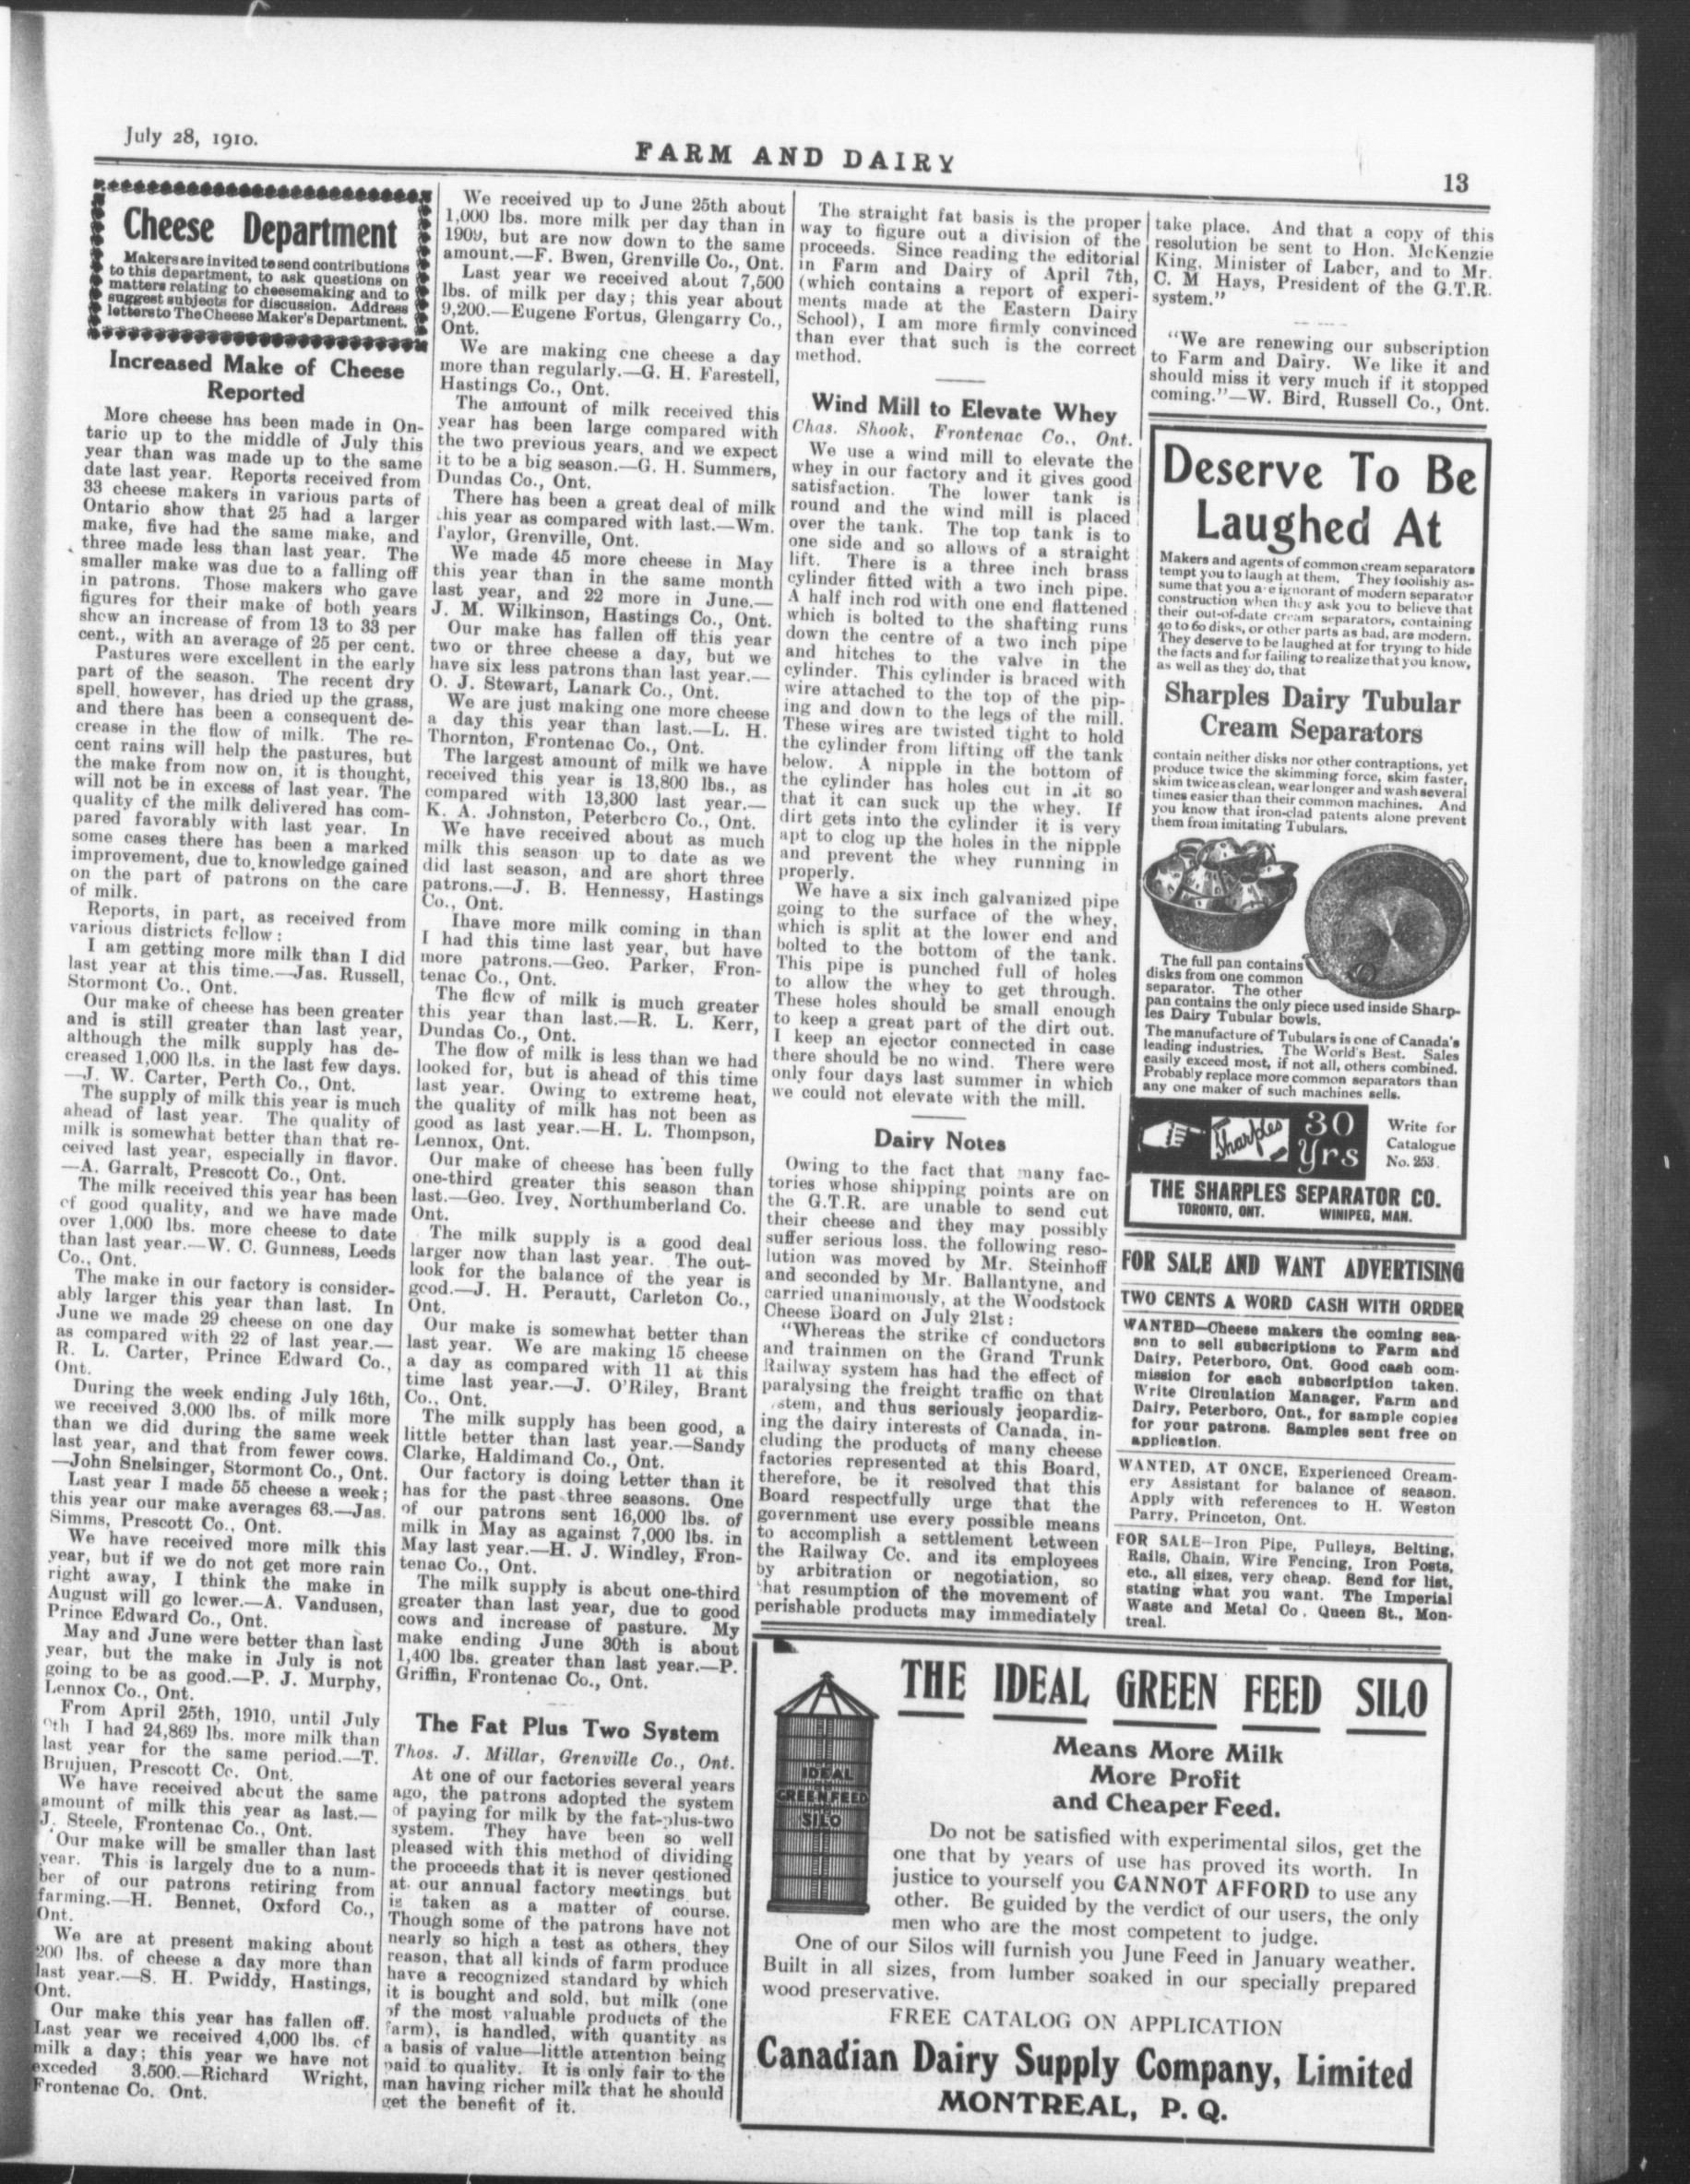 July 28, 1910.
FARM AND DAIRY
13
Cheese Department
Makers are invited to send contributions
to this department, to ask questions on
matters relating to cheesemaking and to
suggest subjects for discussion. Address
letters to The Cheese Maker's Department.
Increased Make of Cheese
Reported
More cheese has been made in On-
tario up to the middle of July this
year than was made up to the same
date last year. Reports received from
33 cheese makers in various parts of
Ontario show that 25 had a larger
make, five had the same make, and
three made less than last year. The
smaller make was due to a falling off
in patrons. Those makers who gave
figures for their make of both years
show an increase of from 13 to 33 per
cent., with an average of 25 per cent.
Pastures were excellent in the early
part of the season. The recent dry
spell, however, has dried up the grass,
and there has been a consequent de-
crease in the flow of milk. The re-
cent rains will help the pastures, but
the make from now on, it is thought,
will not be in excess of last year. The
quality of the milk delivered has com-
pared favorably with last year. In
some cases there has been a marked
improvement, due to knowledge gained
on the part of patrons on the care
of milk.
Reports, in part, as received from
various districts follow:
I am getting more milk than I did
last year at this time.—Jas. Russell,
Stormont Co., Ont.
Our make of cheese has been greater
and is still greater than last year,
although the milk supply has de-
creased 1,000 lbs. in the last few days.
—J. W. Carter, Perth Co., Ont.
The supply of milk this year is much
ahead of last year. The quality of
milk is somewhat better than that re-
ceived last year, especially in flavor.
—A. Garralt, Prescott Co., Ont.
The milk received this year has been
of good quality, and we have made
over 1,000 lbs. more cheese to date
than last year.—W. C. Gunness, Leeds
Co., Ont.
The make in our factory is consider-
ably larger this year than last. In
June we made 29 cheese on one day
as compared with 22 of last year.—
R. L. Carter, Prince Edward Co.,
Ont.
During the week ending July 16th,
we received 3,000 lbs. of milk more
than we did during the same week
last year, and that from fewer cows.
—John Snelsinger, Stormont Co., Ont.
Last year I made 55 cheese a week;
this year our make averages 63.—Jas.
Simms, Prescott Co., Ont.
We have received more milk this
year, but if we do not get more rain
right away, I think the make in
August will go lower.—A. Vandusen,
Prince Edward Co., Ont.
May and June were better than last
year, but the make in July is not
going to be as good.—P. J. Murphy,
Lennox Co., Ont.
From April 25th, 1910, until July
9th I had 24,869 lbs. more milk than
last year for the same period.—T.
Brujuen, Prescott Co. Ont.
We have received about the same
amount of milk this year as last.—
J. Steele, Frontenac Co., Ont.
Our make will be smaller than last
year. This is largely due to a num-
ber of our patrons retiring from
farming.—H. Bennet, Oxford Co.,
Ont.
We are at present making about
200 lbs. of cheese a day more than
last year.—S. H. Pwiddy, Hastings,
Ont.
Our make this year has fallen off.
Last year we received 4,000 lbs. of
milk a day; this year we have not
exceded 3,500.—Richard Wright,
Frontenac Co. Ont.
We received up to June 25th about
1,000 lbs. more milk per day than in
1909, but are now down to the same
amount.—F. Bwen, Grenville Co., Ont.
Last year we received about 7,500
lbs. of milk per day; this year about
9,200.—Eugene Fortus, Glengarry Co.,
Ont.
We are making one cheese a day
more than regularly.—G. H. Farestell,
Hastings Co., Ont.
The amount of milk received this
year has been large compared with
the two previous years, and we expect
it to be a big season.—G. H. Summers,
Dundas Co., Ont.
There has been a great deal of milk
this year as compared with last.—Wm.
Taylor, Grenville, Ont.
We made 45 more cheese in May
this year than in the same month
last year, and 22 more in June.—
J. M. Wilkinson, Hastings Co., Ont.
Our make has fallen off this year
two or three cheese a day, but we
have six less patrons than last year.—
O. J. Stewart, Lanark Co., Ont.
We are just making one more cheese
a day this year than last.—L. H.
Thornton, Frontenac Co., Ont.
The largest amount of milk we have
received this year is 13,800 lbs., as
compared with 13,300 last year.—
K. A. Johnston, Peterboro Co., Ont.
We have received about as much
milk this season up to date as we
did last season, and are short three
patrons.—J. B. Hennessy, Hastings
Co., Ont.
Ihave more milk coming in than
I had this time last year, but have
more patrons.—Geo. Parker, Fron-
tenac Co., Ont.
The flow of milk is much greater
this year than last.—R. L. Kerr,
Dundas Co., Ont.
The flow of milk is less than we had
looked for, but is ahead of this time
last year. Owing to extreme heat,
the quality of milk has not been as
good as last year.—H. L. Thompson,
Lennox, Ont.
Our make of cheese has been fully
one-third greater this season than
last.—Geo. Ivey, Northumberland Co.
Ont.
The milk supply is a good deal
larger now than last year. The out-
look for the balance of the year is
good.—J. H. Perautt, Carleton Co.,
Ont.
Our make is somewhat better than
last year. We are making 15 cheese
a day as compared with 11 at this
time last year.—J. O'Riley, Brant
Co., Ont.
The milk supply has been good, a
little better than last year.—Sandy
Clarke, Haldimand Co., Ont.
Our factory is doing better than it
has for the past three seasons. One
of our patrons sent 16,000 lbs. of
milk in May as against 7,000 lbs. in
May last year.—H. J. Windley, Fron-
tenac Co., Ont.
The milk supply is about one-third
greater than last year, due to good
cows and increase of pasture. My
make ending June 30th is about
1,400 lbs. greater than last year.—P.
Griffin, Frontenac Co., Ont.
The Fat Plus Two System
Thos. J. Millar, Grenville Co., Ont.
At one of our factories several years
ago, the patrons adopted the system
of paying for milk by the fat-plus-two
system. They have been so well
pleased with this method of dividing
the proceeds that it is never qestioned
at our annual factory meetings but
is taken as a matter of course.
Though some of the patrons have not
nearly so high a test as others, they
reason, that all kinds of farm produce
have a recognized standard by which
it is bought and sold, but milk (one
of the most valuable products of the
farm), is handled, with quantity as
a basis of value—little attention being
paid to quality. It is only fair to the
man having richer milk that he should
get the benefit of it.
The straight fat basis is the proper
way to figure out a division of the
proceeds. Since reading the editorial
in Farm and Dairy of April 7th,
(which contains a report of experi-
ments made at the Eastern Dairy
School), I am more firmly convinced
than ever that such is the correct
method.
Wind Mill to Elevate Whey
Chas. Shook, Frontenac Co., Ont.
We use a wind mill to elevate the
whey in our factory and it gives good
satisfaction. The lower tank is
round and the wind mill is placed
over the tank. The top tank is to
one side and so allows of a straight
lift. There is a three inch brass
cylinder fitted with a two inch pipe.
A half inch rod with one end flattened
which is bolted to the shafting runs
down the centre of a two inch pipe
and hitches to the valve in the
cylinder. This cylinder is braced with
wire attached to the top of the pip-
ing and down to the legs of the mill.
These wires are twisted tight to hold
the cylinder from lifting off the tank
below. A nipple in the bottom of
the cylinder has holes cut in it so
that it can suck up the whey. If
dirt gets into the cylinder it is very
apt to clog up the holes in the nipple
and prevent the whey running in
properly.
We have a six inch galvanized pipe
going to the surface of the whey,
which is split at the lower end and
bolted to the bottom of the tank.
This pipe is punched full of holes
to allow the whey to get through.
These holes should be small enough
to keep a great part of the dirt out.
I keep an ejector connected in case
there should be no wind. There were
only four days last summer in which
we could not elevate with the mill.
Dairy Notes
Owing to the fact that many fac-
tories whose shipping points are on
the G.T.R. are unable to send out
their cheese and they may possibly
suffer serious loss, the following reso-
lution was moved by Mr. Steinhoff
and seconded by Mr. Ballantyne, and
carried unanimously, at the Woodstock
Cheese Board on July 21st:
"Whereas the strike of conductors
and trainmen on the Grand Trunk
Railway system has had the effect of
paralysing the freight traffic on that
stem, and thus seriously jeopardiz-
ing the dairy interests of Canada, in-
cluding the products of many cheese
factories represented at this Board,
therefore, be it resolved that this
Board respectfully urge that the
government use every possible means
to accomplish a settlement between
the Railway Co. and its employees
by arbitration or negotiation, so
that resumption of the movement of
perishable products may immediately
take place. And that a copy of this
resolution be sent to Hon. McKenzie
King, Minister of Labor, and to Mr.
C. M Hays, President of the G.T.R.
system."
"We are renewing our subscription
to Farm and Dairy. We like it and
should miss it very much if it stopped
coming."—W. Bird, Russell Co., Ont.
Deserve To Be
Laughed At
Makers and agents of common cream separators
tempt you to laugh at them. They foolishly as-
sume that you are ignorant of modern separator
construction when they ask you to believe that
their out-of-date cream separators, containing
40 to 60 disks, or other parts as bad, are modern.
They deserve to be laughed at for trying to hide
the facts and for failing to realize that you know,
as well as they do, that
Sharples Dairy Tubular
Cream Separators
contain neither disks nor other contraptions, yet
produce twice the skimming force, skim faster,
skim twice as clean, wear longer and wash several
times easier than their common machines. And
you know that iron-clad patents alone prevent
them from imitating Tubulars.
The full pan contains
disks from one common
separator. The other
pan contains the only piece used inside Sharp-
les Dairy Tubular bowls.
The manufacture of Tubulars is one of Canada's
leading industries. The World's Best. Sales
easily exceed most, if not all, others combined.
Probably replace more common separators than
any one maker of such machines sells.
Sharples
30
Yrs
Write for
Catalogue
No. 253.
THE SHARPLES SEPARATOR CO.
TORONTO, ONT. WINIPEG, MAN.
FOR SALE AND WANT ADVERTISING
TWO CENTS A WORD CASH WITH ORDER
WANTED—Cheese makers the coming sea-
son to sell subscriptions to Farm and
Dairy, Peterboro, Ont. Good cash com-
mission for each subscription taken.
Write Circulation Manager, Farm and
Dairy, Peterboro, Ont., for sample copies
for your patrons. Samples sent free on
application.
WANTED, AT ONCE, Experienced Cream-
ery Assistant for balance of season.
Apply with references to H. Weston
Parry, Princeton, Ont.
FOR SALE—Iron Pipe, Pulleys, Belting,
Rails, Chain, Wire Fencing, Iron Posts,
etc., all sizes, very cheap. Send for list,
stating what you want. The Imperial
Waste and Metal Co. Queen St., Mon-
treal.
IDEAL
GREEN FEED
SILO
THE IDEAL GREEN FEED SILO
Means More Milk
More Profit
and Cheaper Feed.
Do not be satisfied with experimental silos, get the
one that by years of use has proved its worth. In
justice to yourself you CANNOT AFFORD to use any
other. Be guided by the verdict of our users, the only
men who are the most competent to judge.
One of our Silos will furnish you June Feed in January weather.
Built in all sizes, from lumber soaked in our specially prepared
wood preservative.
FREE CATALOG ON APPLICATION
Canadian Dairy Supply Company, Limited
MONTREAL, P. Q.